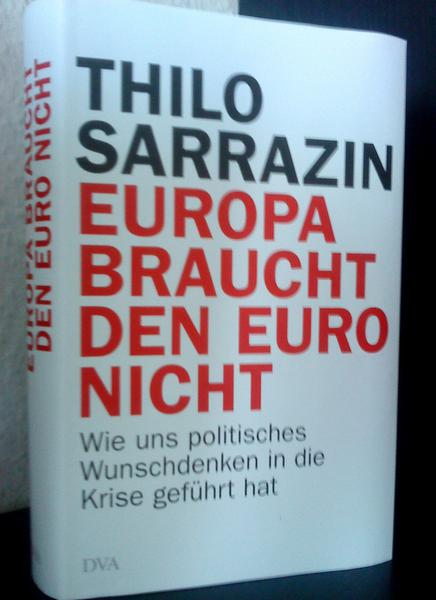 THILO
SARRAZIN
EUROPA
BRAUCHT
DEN EURO
NICHT
Wie uns politisches
Wunschdenken in die
Krise geführt hat
DVA
EUROPA BRAUCHT
DEN EURO NICHT